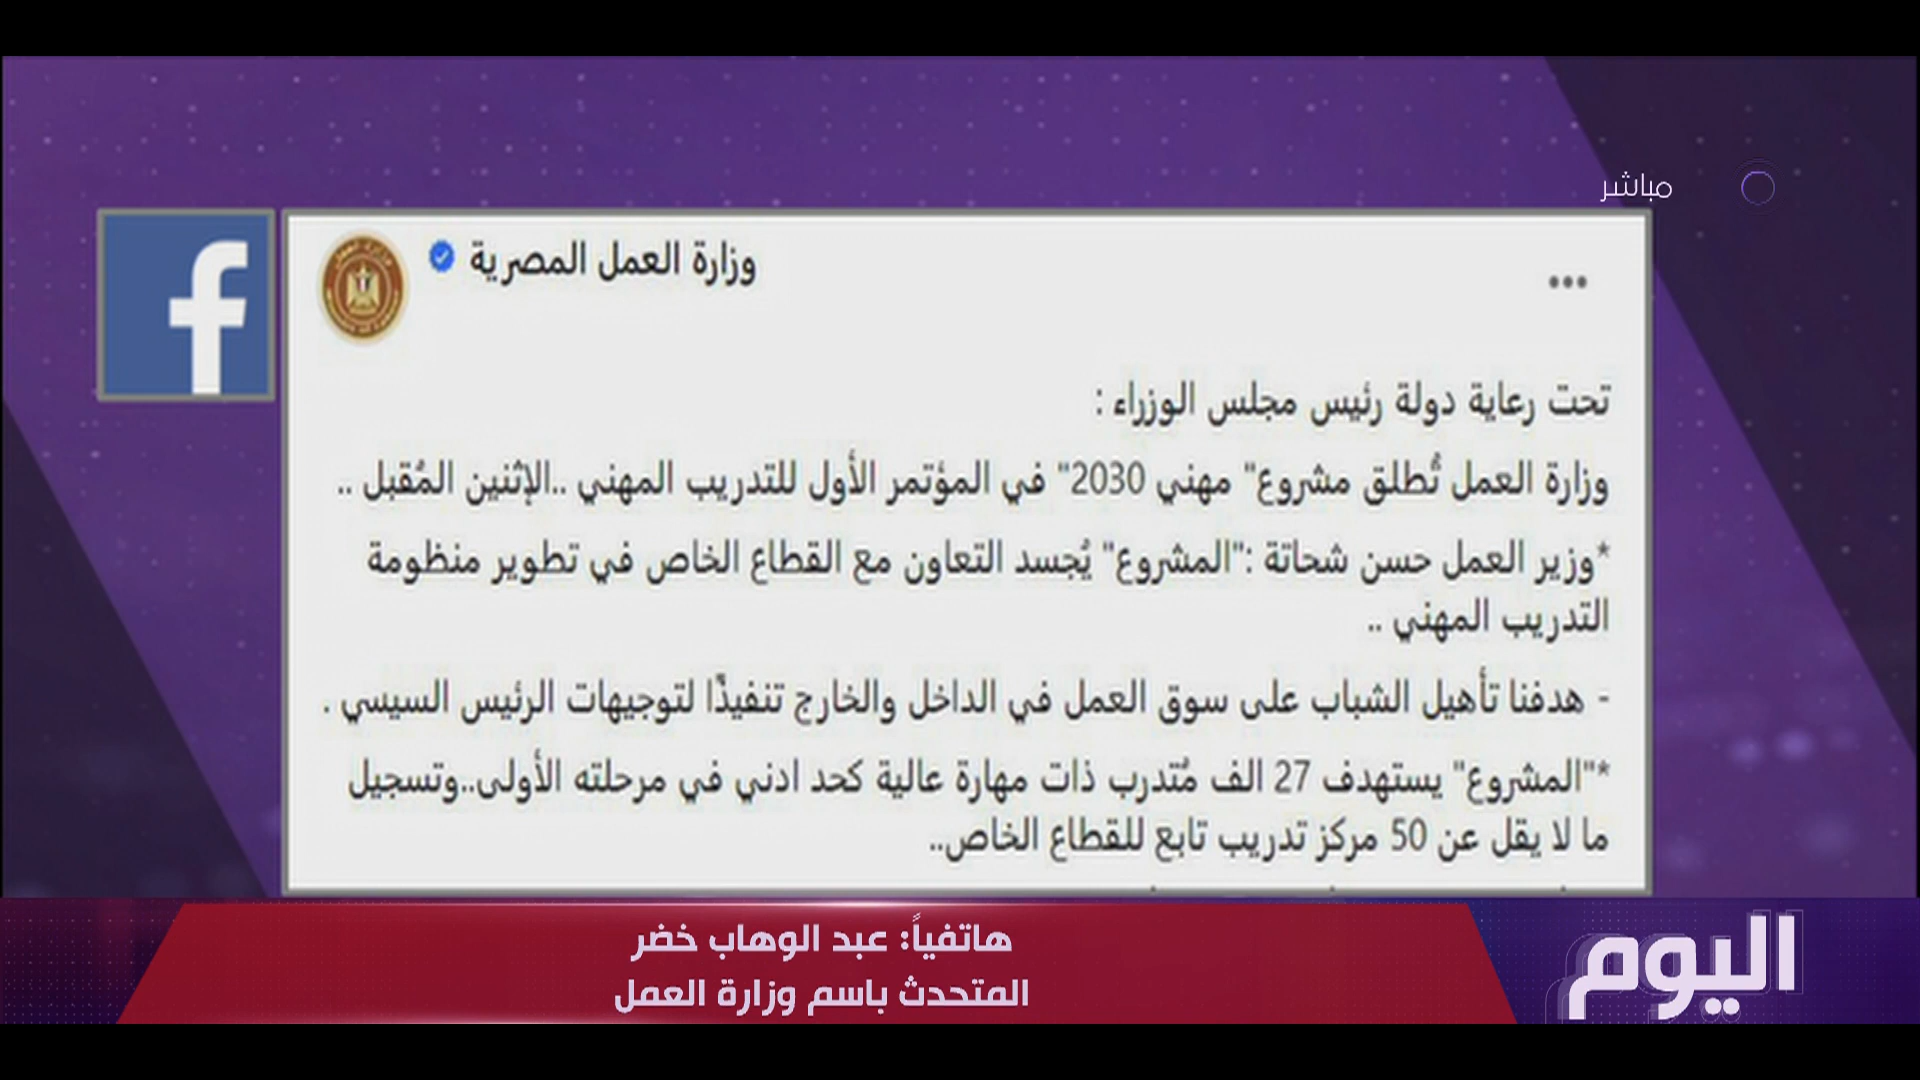 مباشر
وزارة العمل المصرية
تحت رعاية دولة رئيس مجلس الوزراء :
وزارة العمل تُطلق مشروع" مهني 2030" في المؤتمر الأول للتدريب المهني ..الإثنين المُقبل ..
*وزير العمل حسن شحاتة :"المشروع" يُجسد التعاون مع القطاع الخاص في تطوير منظومة
التدريب المهني ..
- هدفنا تأهيل الشباب على سوق العمل في الداخل والخارج تنفيذًا لتوجيهات الرئيس السيسي .
*"المشروع" يستهدف 27 الف مُتدرب ذات مهارة عالية كحد ادني في مرحلته الأولى..وتسجيل
ما لا يقل عن 50 مركز تدريب تابع للقطاع الخاص..
هاتفياً: عبد الوهاب خضر
المتحدث باسم وزارة العمل
اليوم